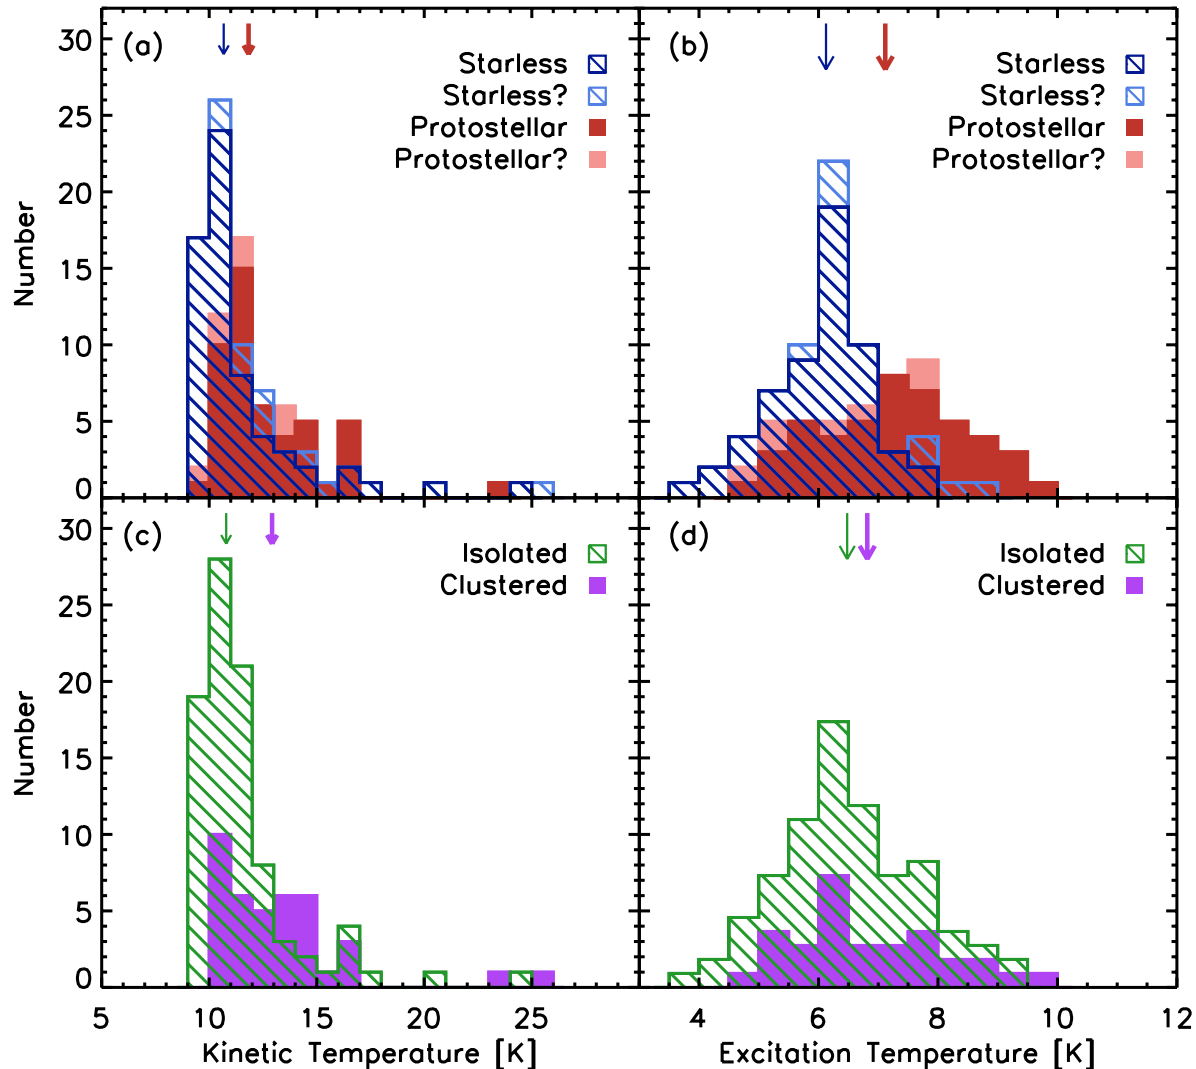 (a)
Starless
Starless?
Protostellar
Protostellar?
(b)
Starless
Starless?
Protostellar
Protostellar?
30
25
20
15
10
5
0
Number
(c)
Isolated
Clustered
(d)
Isolated
Clustered
30
25
20
15
10
5
0
Number
5 10 15 20 25
4 6 8 10 12
Kinetic Temperature [K]
Excitation Temperature [K]